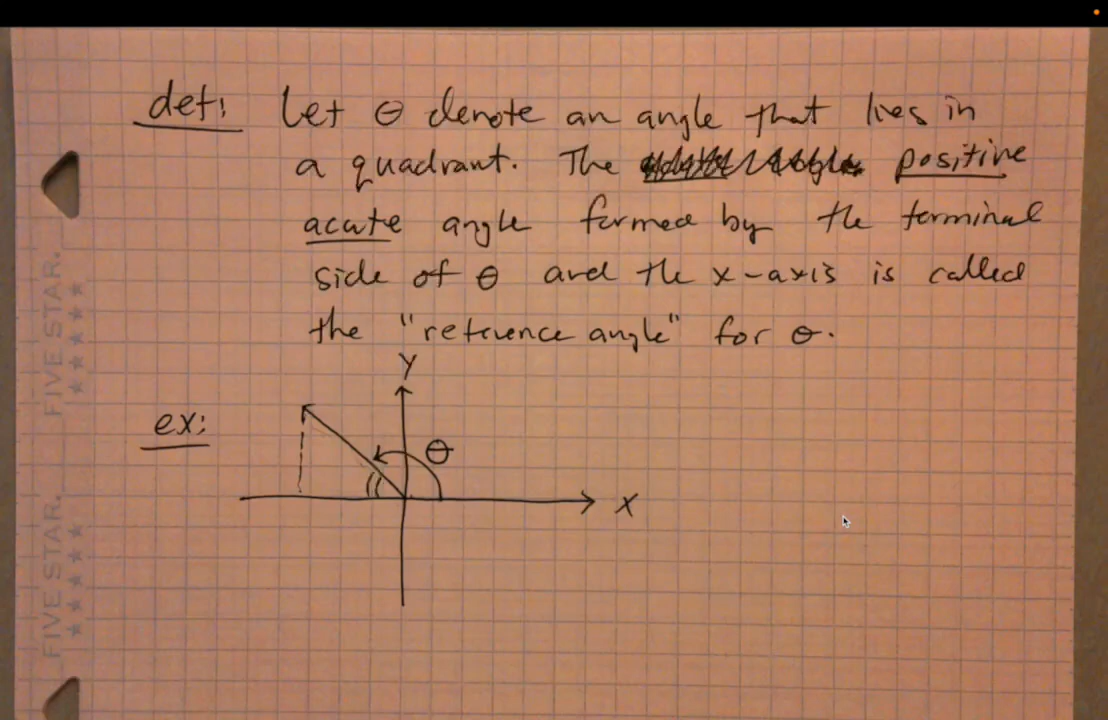 def: Let θ denote an angle that lies in
a quadrant. The positive
acute angle formed by the terminal
side of θ and the x-axis is called
the "reference angle" for θ.
ex:
y
θ
x
FIVE STAR.
FIVE STAR.